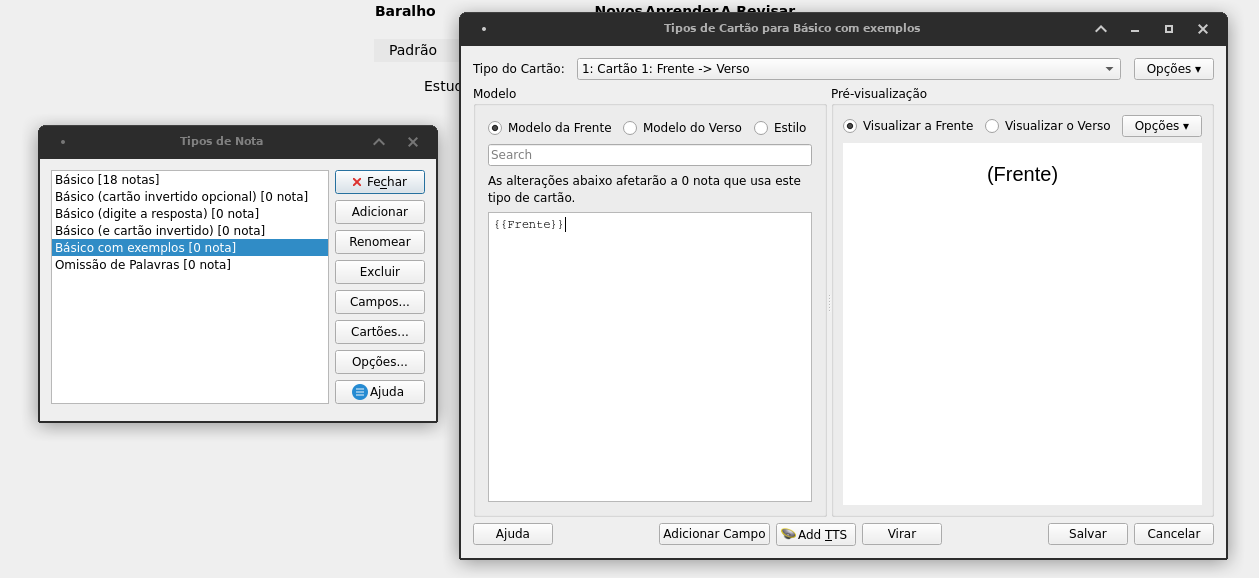 Baralho
Novos Aprender A Revisar
Padrão
Tipos de Nota
Básico [18 notas]
Básico (cartão invertido opcional) [0 nota]
Básico (digite a resposta) [0 nota]
Básico (e cartão invertido) [0 nota]
Básico com exemplos [0 nota]
Omissão de Palavras [0 nota]
Fechar
Adicionar
Renomear
Excluir
Campos...
Cartões...
Opções...
Ajuda
Tipos de Cartão para Básico com exemplos
Tipo do Cartão: 1: Cartão 1: Frente -> Verso Opções ▾
Modelo
Modelo da Frente Modelo do Verso Estilo
Search
As alterações abaixo afetarão a 0 nota que usa este
tipo de cartão.
{{Frente}}
Pré-visualização
Visualizar a Frente Visualizar o Verso Opções ▾
(Frente)
Ajuda Adicionar Campo Add TTS Virar Salvar Cancelar